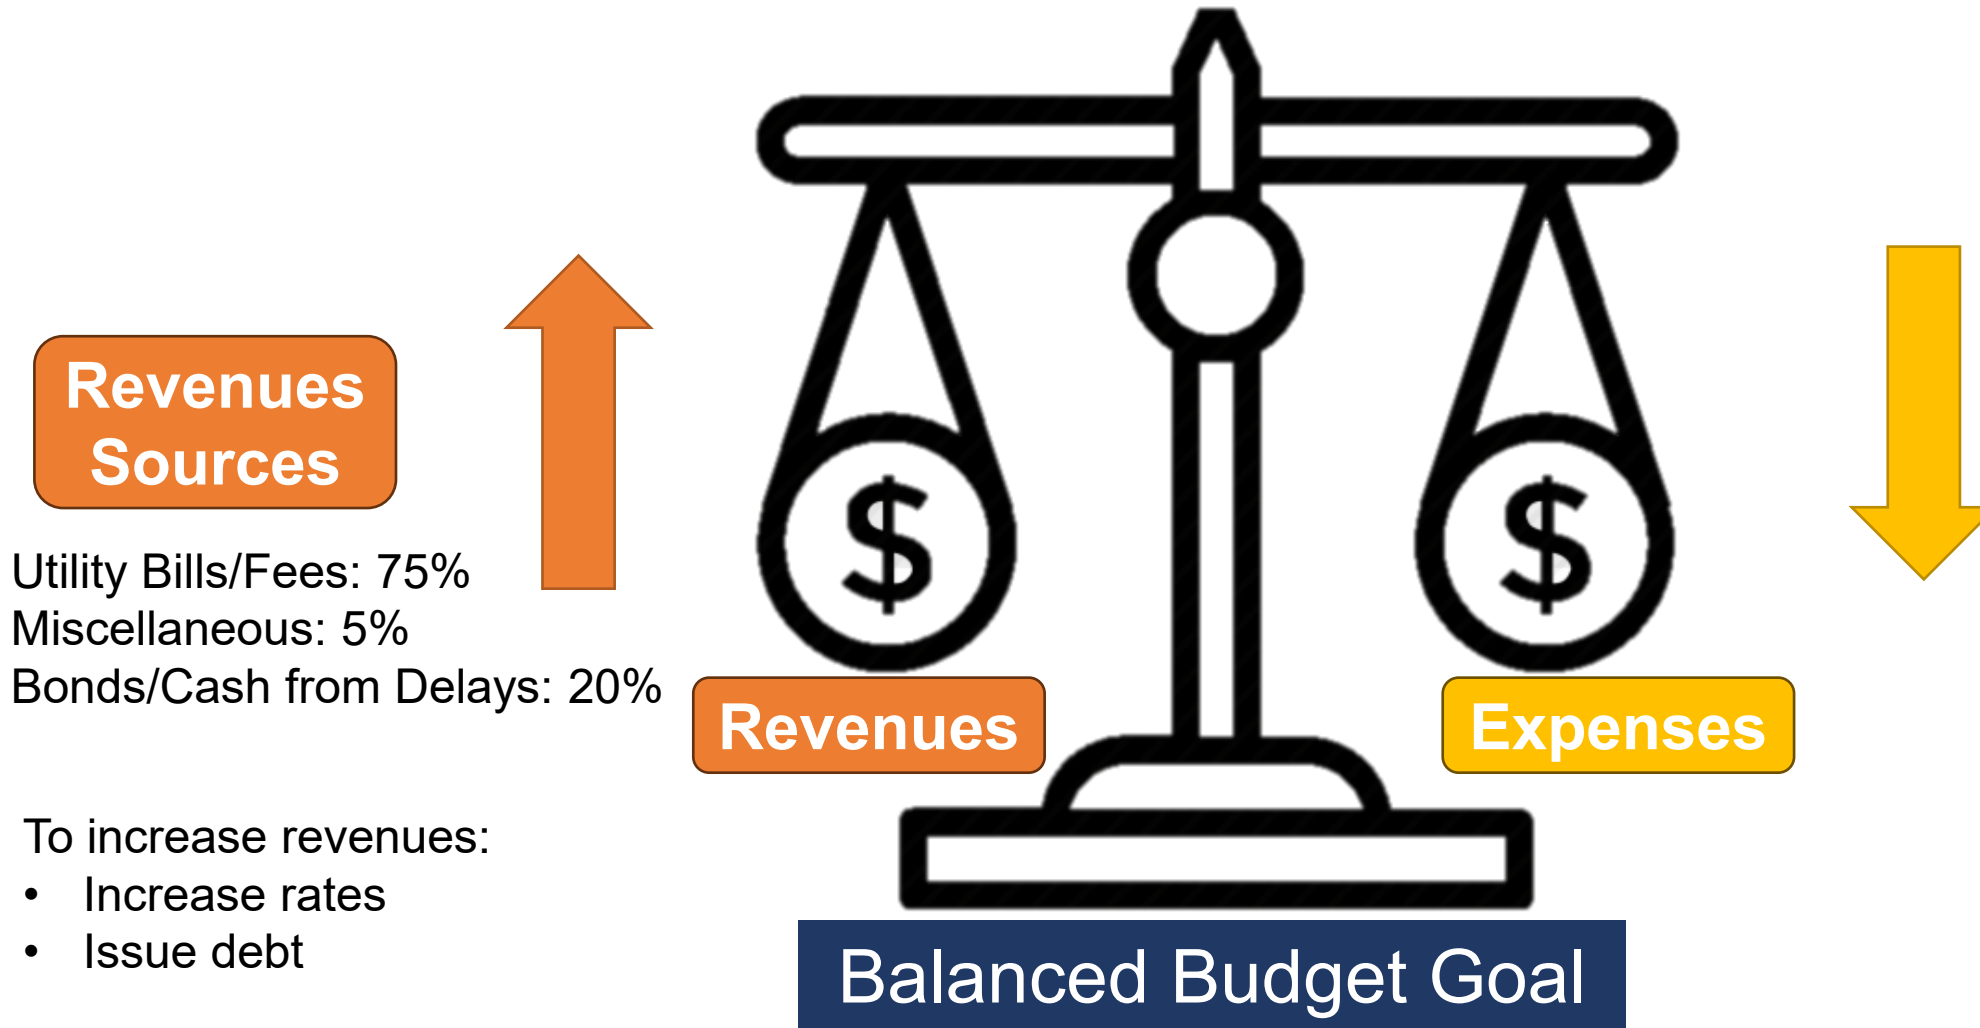 Revenues
Sources
Utility Bills/Fees: 75%
Miscellaneous: 5%
Bonds/Cash from Delays: 20%
To increase revenues:
• Increase rates
• Issue debt
$
$
Revenues
Expenses
Balanced Budget Goal